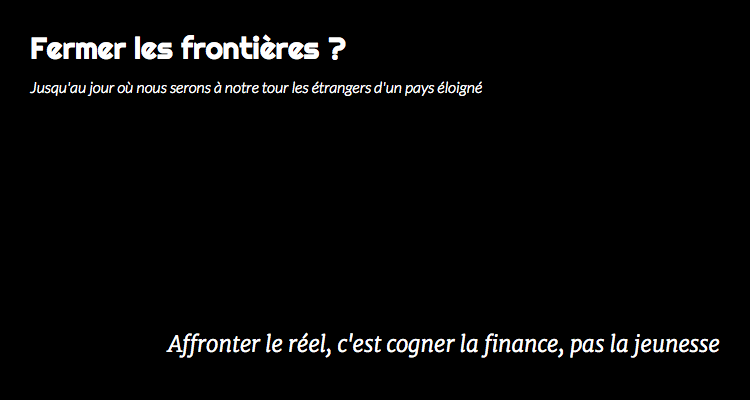 Fermer les frontières ?
Jusqu'au jour où nous serons à notre tour les étrangers d'un pays éloigné
Affronter le réel, c'est cogner la finance, pas la jeunesse